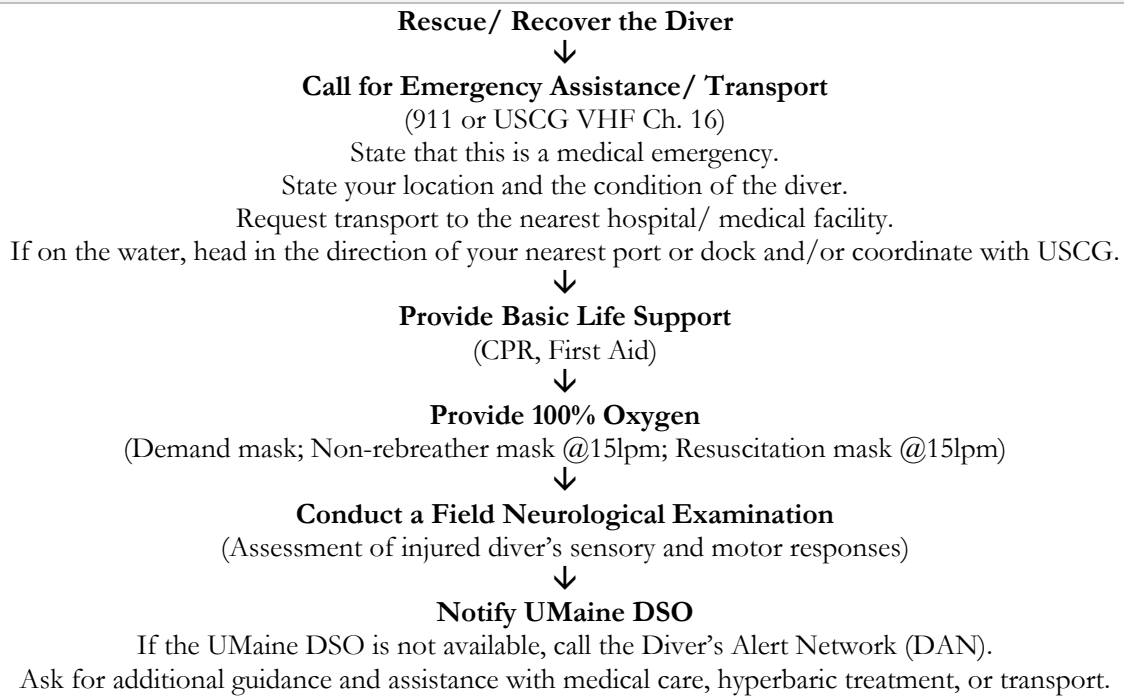 Rescue/ Recover the Diver
↓
Call for Emergency Assistance/ Transport
(911 or USCG VHF Ch. 16)
State that this is a medical emergency.
State your location and the condition of the diver.
Request transport to the nearest hospital/ medical facility.
If on the water, head in the direction of your nearest port or dock and/or coordinate with USCG.
↓
Provide Basic Life Support
(CPR, First Aid)
↓
Provide 100% Oxygen
(Demand mask; Non-rebreather mask @15lpm; Resuscitation mask @15lpm)
↓
Conduct a Field Neurological Examination
(Assessment of injured diver's sensory and motor responses)
↓
Notify UMaine DSO
If the UMaine DSO is not available, call the Diver's Alert Network (DAN).
Ask for additional guidance and assistance with medical care, hyperbaric treatment, or transport.